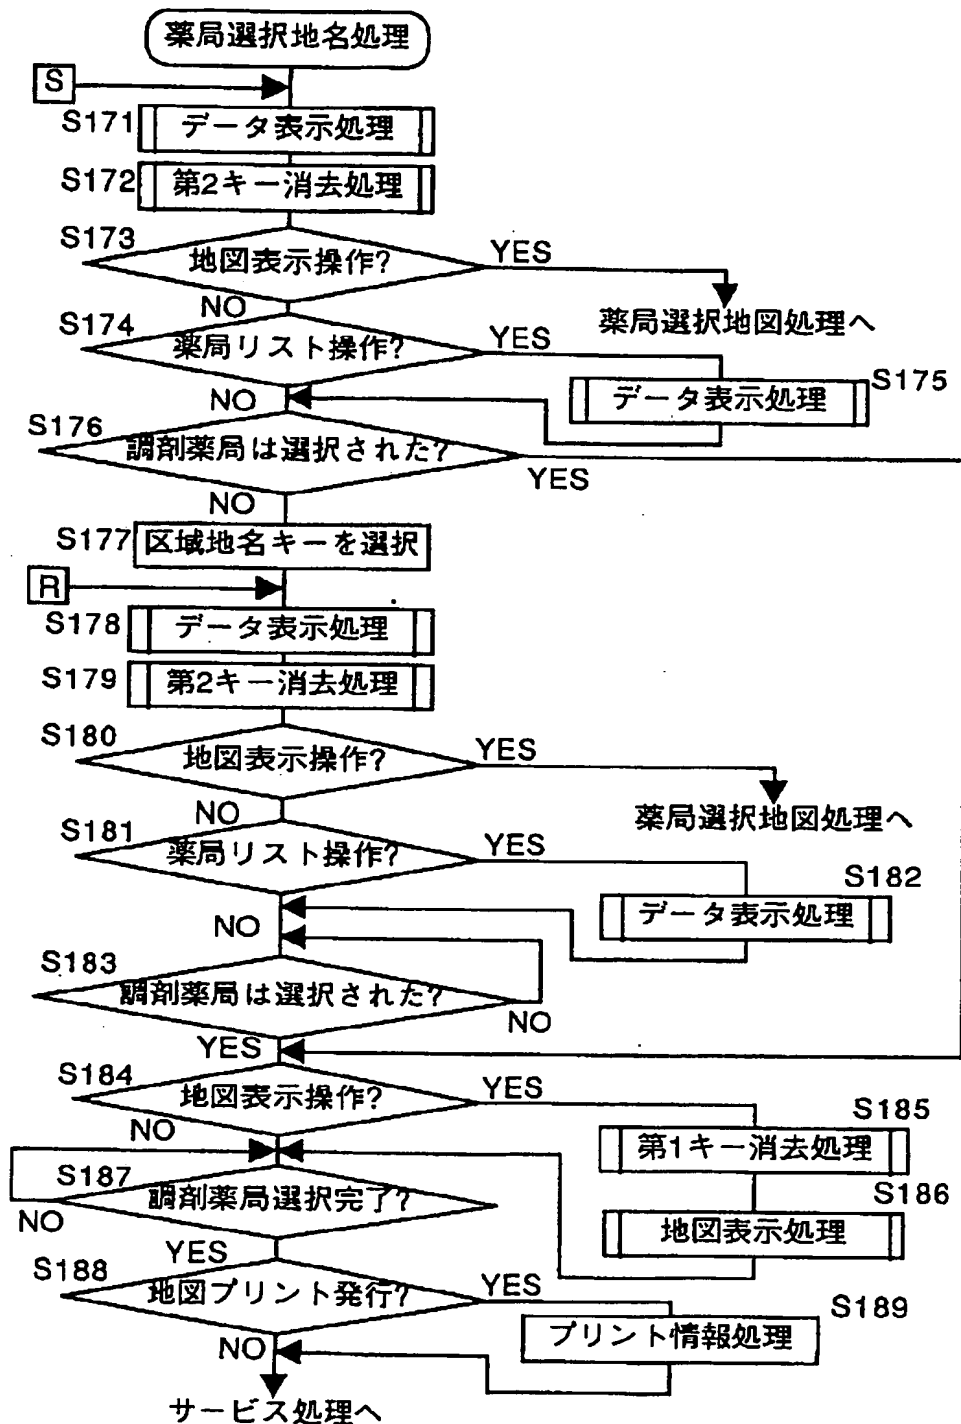 薬局選択地名処理
S
S171
データ表示処理
S172
第2キー消去処理
S173
地図表示操作?
YES
NO
薬局選択地図処理へ
S174
薬局リスト操作?
YES
S175
データ表示処理
NO
S176
調剤薬局は選択された?
YES
NO
S177
区域地名キーを選択
R
S178
データ表示処理
S179
第2キー消去処理
S180
地図表示操作?
YES
NO
薬局選択地図処理へ
S181
薬局リスト操作?
YES
S182
データ表示処理
NO
S183
調剤薬局は選択された?
NO
YES
S184
地図表示操作?
YES
NO
S185
第1キー消去処理
S186
地図表示処理
S187
調剤薬局選択完了?
NO
YES
S188
地図プリント発行?
YES
S189
プリント情報処理
NO
サービス処理へ